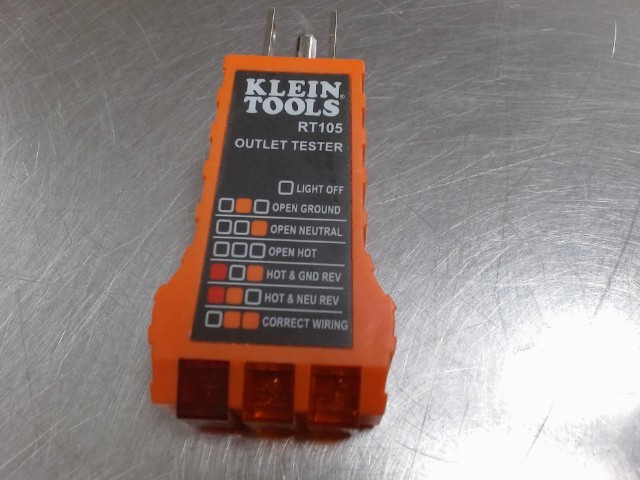 KLEIN
TOOLS®
RT105
OUTLET TESTER
LIGHT OFF
OPEN GROUND
OPEN NEUTRAL
OPEN HOT
HOT & GND REV
HOT & NEU REV
CORRECT WIRING